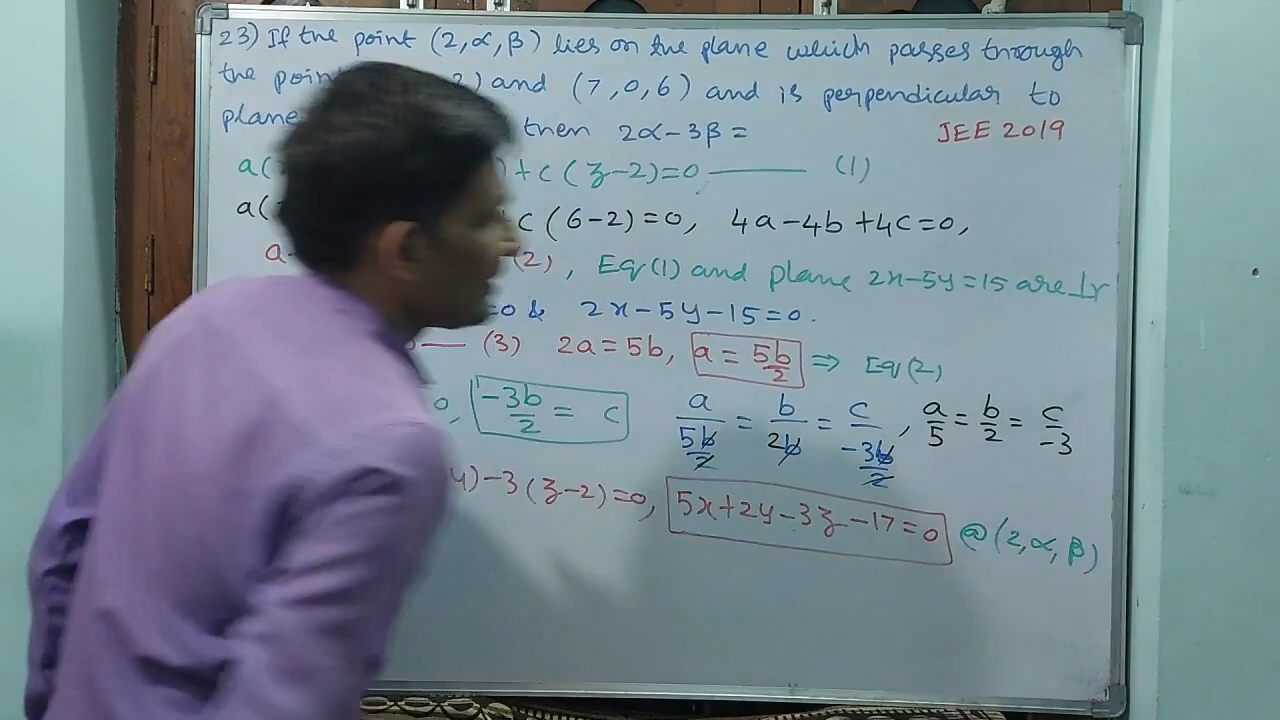 23) If the point (2,α,β) lies on the plane which passes through
the poin 2) and (7,0,6) and is perpendicular to
plane then 2α-3β= JEE 2019
a( )+c(z-2)=0 —— (1)
a( c(6-2)=0, 4a-4b+4c=0,
a- (2), Eq(1) and plane 2x-5y=15 are ⊥r
=0 & 2x-5y-15=0.
— (3) 2a=5b, a=5b/2 ⇒ Eq(2)
0, -3b/2 = c a/(5b/2) = b/2b = c/(-3b/2), a/5 = b/2 = c/-3
4)-3(z-2)=0, 5x+2y-3z-17=0 @(2,α,β)